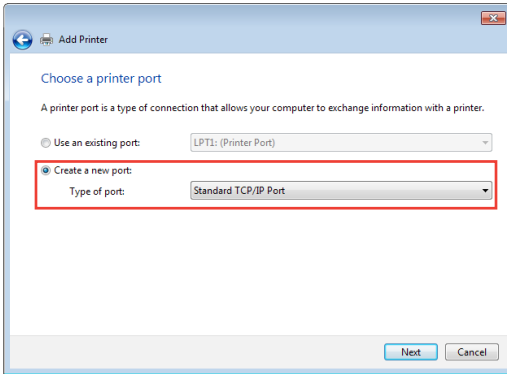 Add Printer
Choose a printer port
A printer port is a type of connection that allows your computer to exchange information with a printer.
Use an existing port: LPT1: (Printer Port)
Create a new port:
Type of port: Standard TCP/IP Port
Next Cancel